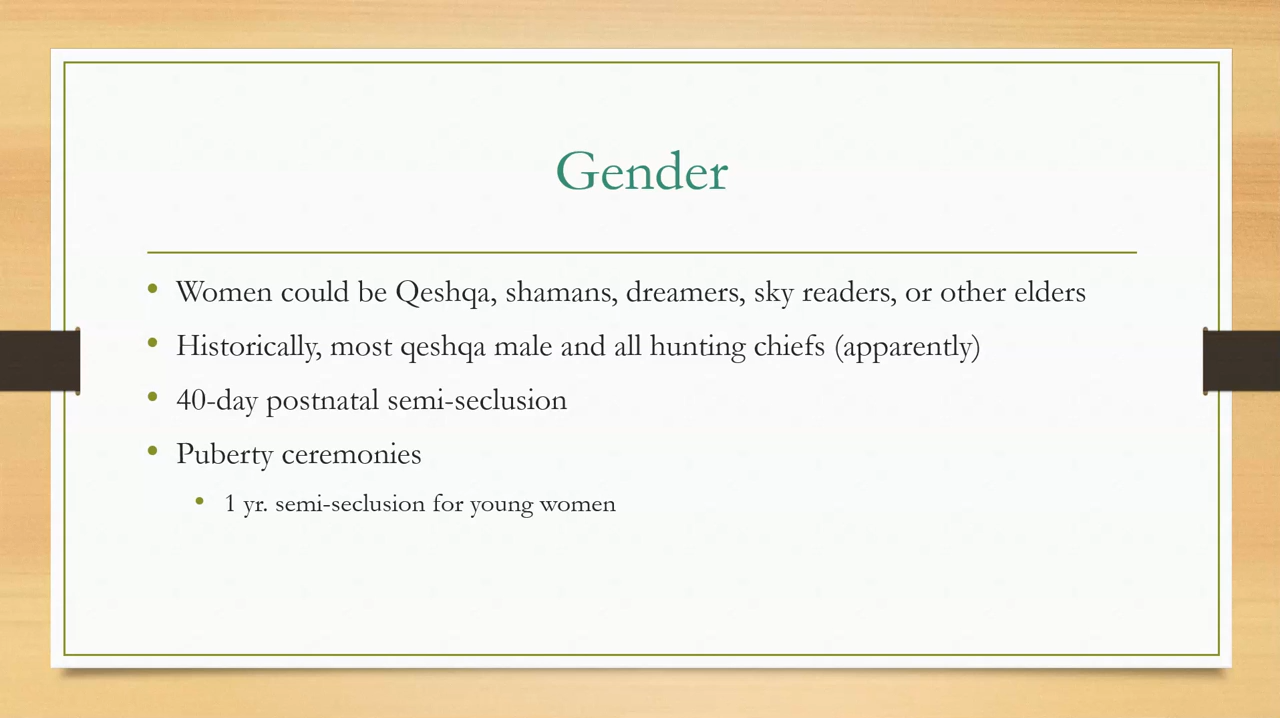 Gender
• Women could be Qeshqa, shamans, dreamers, sky readers, or other elders
• Historically, most qeshqa male and all hunting chiefs (apparently)
• 40-day postnatal semi-seclusion
• Puberty ceremonies
• 1 yr. semi-seclusion for young women